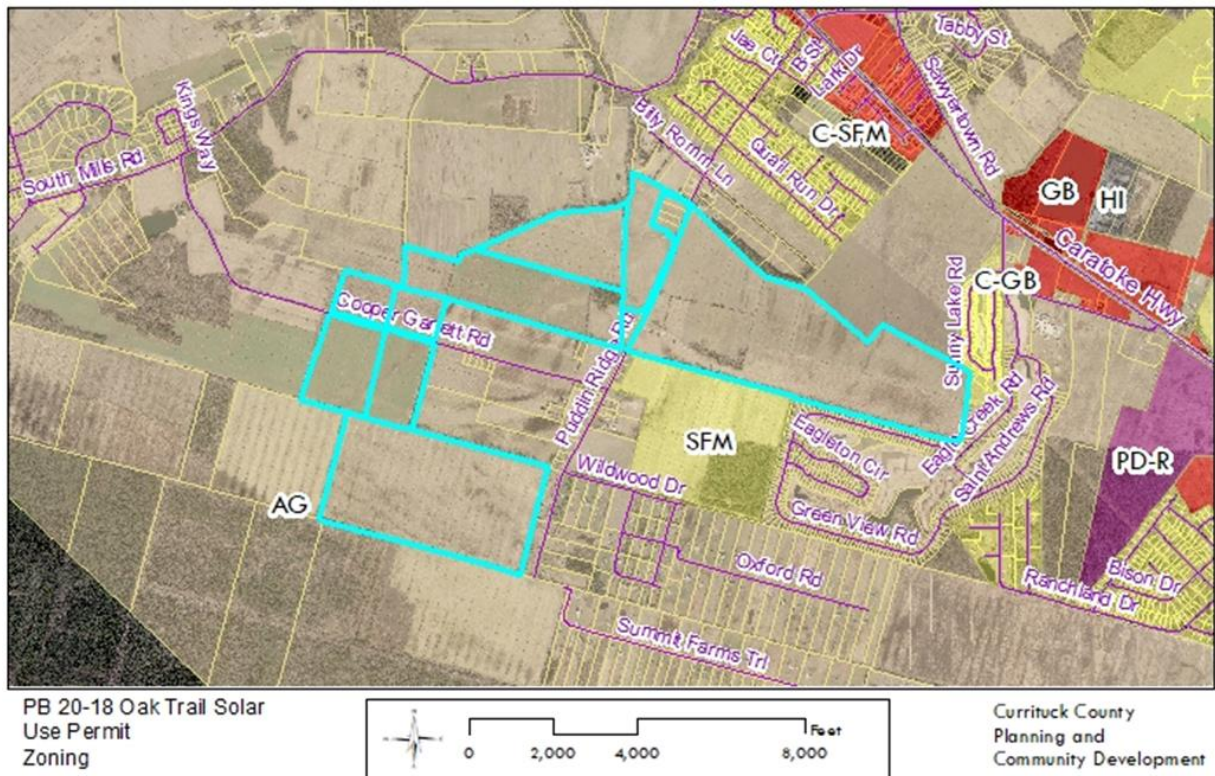 Tabby St
Jaa Ct
B St
Lark Dr
Sawyertown Rd
Kings Way
C-SFM
Billy Romm Ln
Quail Run Dr
South Mills Rd
GB
HI
Caratoke Hwy
C-GB
Sunny Lake Rd
Cooper Garrett Rd
Puddin Ridge Rd
SFM
Eagleton Cir
Eagle Creek Rd
Saint Andrews Rd
PD-R
Wildwood Dr
Green View Rd
AG
Oxford Rd
Bison Dr
Ranchland Dr
Summit Farms Trl
PB 20-18 Oak Trail Solar
Use Permit
Zoning
Feet
0 2,000 4,000 8,000
Currituck County
Planning and
Community Development